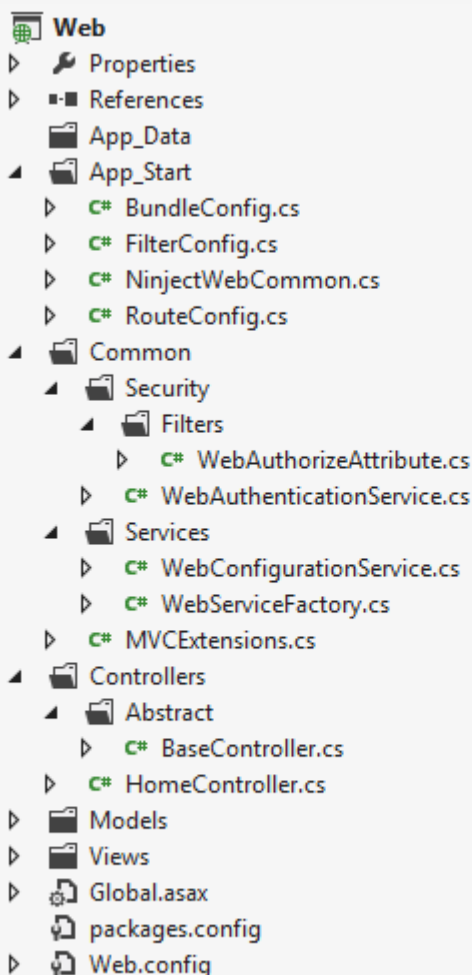 Web
Properties
References
App_Data
App_Start
C# BundleConfig.cs
C# FilterConfig.cs
C# NinjectWebCommon.cs
C# RouteConfig.cs
Common
Security
Filters
C# WebAuthorizeAttribute.cs
C# WebAuthenticationService.cs
Services
C# WebConfigurationService.cs
C# WebServiceFactory.cs
C# MVCExtensions.cs
Controllers
Abstract
C# BaseController.cs
C# HomeController.cs
Models
Views
Global.asax
packages.config
Web.config